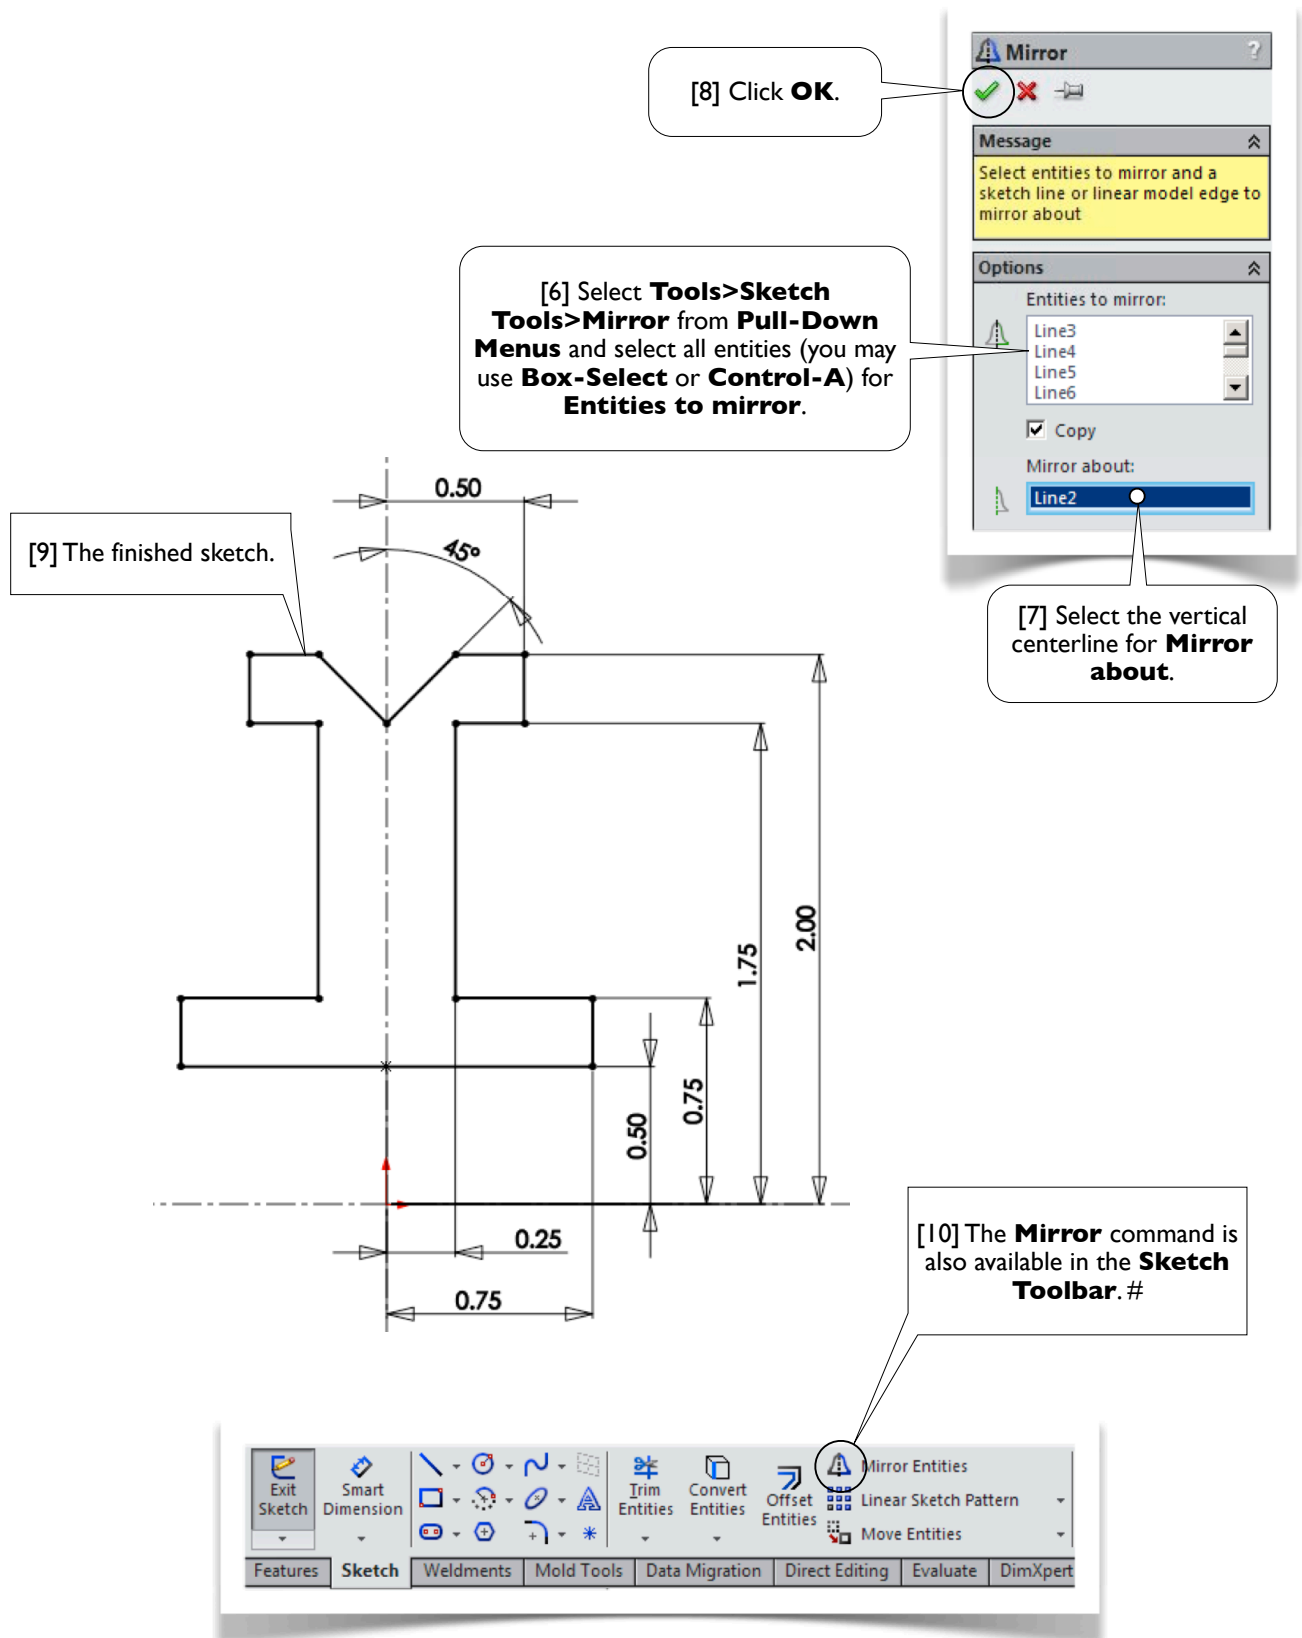 Mirror
?
[8] Click OK.
Message
Select entities to mirror and a
sketch line or linear model edge to
mirror about
Options
Entities to mirror:
Line3
Line4
Line5
Line6
Copy
Mirror about:
Line2
[6] Select Tools>Sketch
Tools>Mirror from Pull-Down
Menus and select all entities (you may
use Box-Select or Control-A) for
Entities to mirror.
[7] Select the vertical
centerline for Mirror
about.
[9] The finished sketch.
0.50
45°
2.00
1.75
0.75
0.50
0.25
0.75
[10] The Mirror command is
also available in the Sketch
Toolbar. #
Exit
Sketch
Smart
Dimension
Trim
Entities
Convert
Entities
Offset
Entities
Mirror Entities
Linear Sketch Pattern
Move Entities
Features
Sketch
Weldments
Mold Tools
Data Migration
Direct Editing
Evaluate
DimXpert